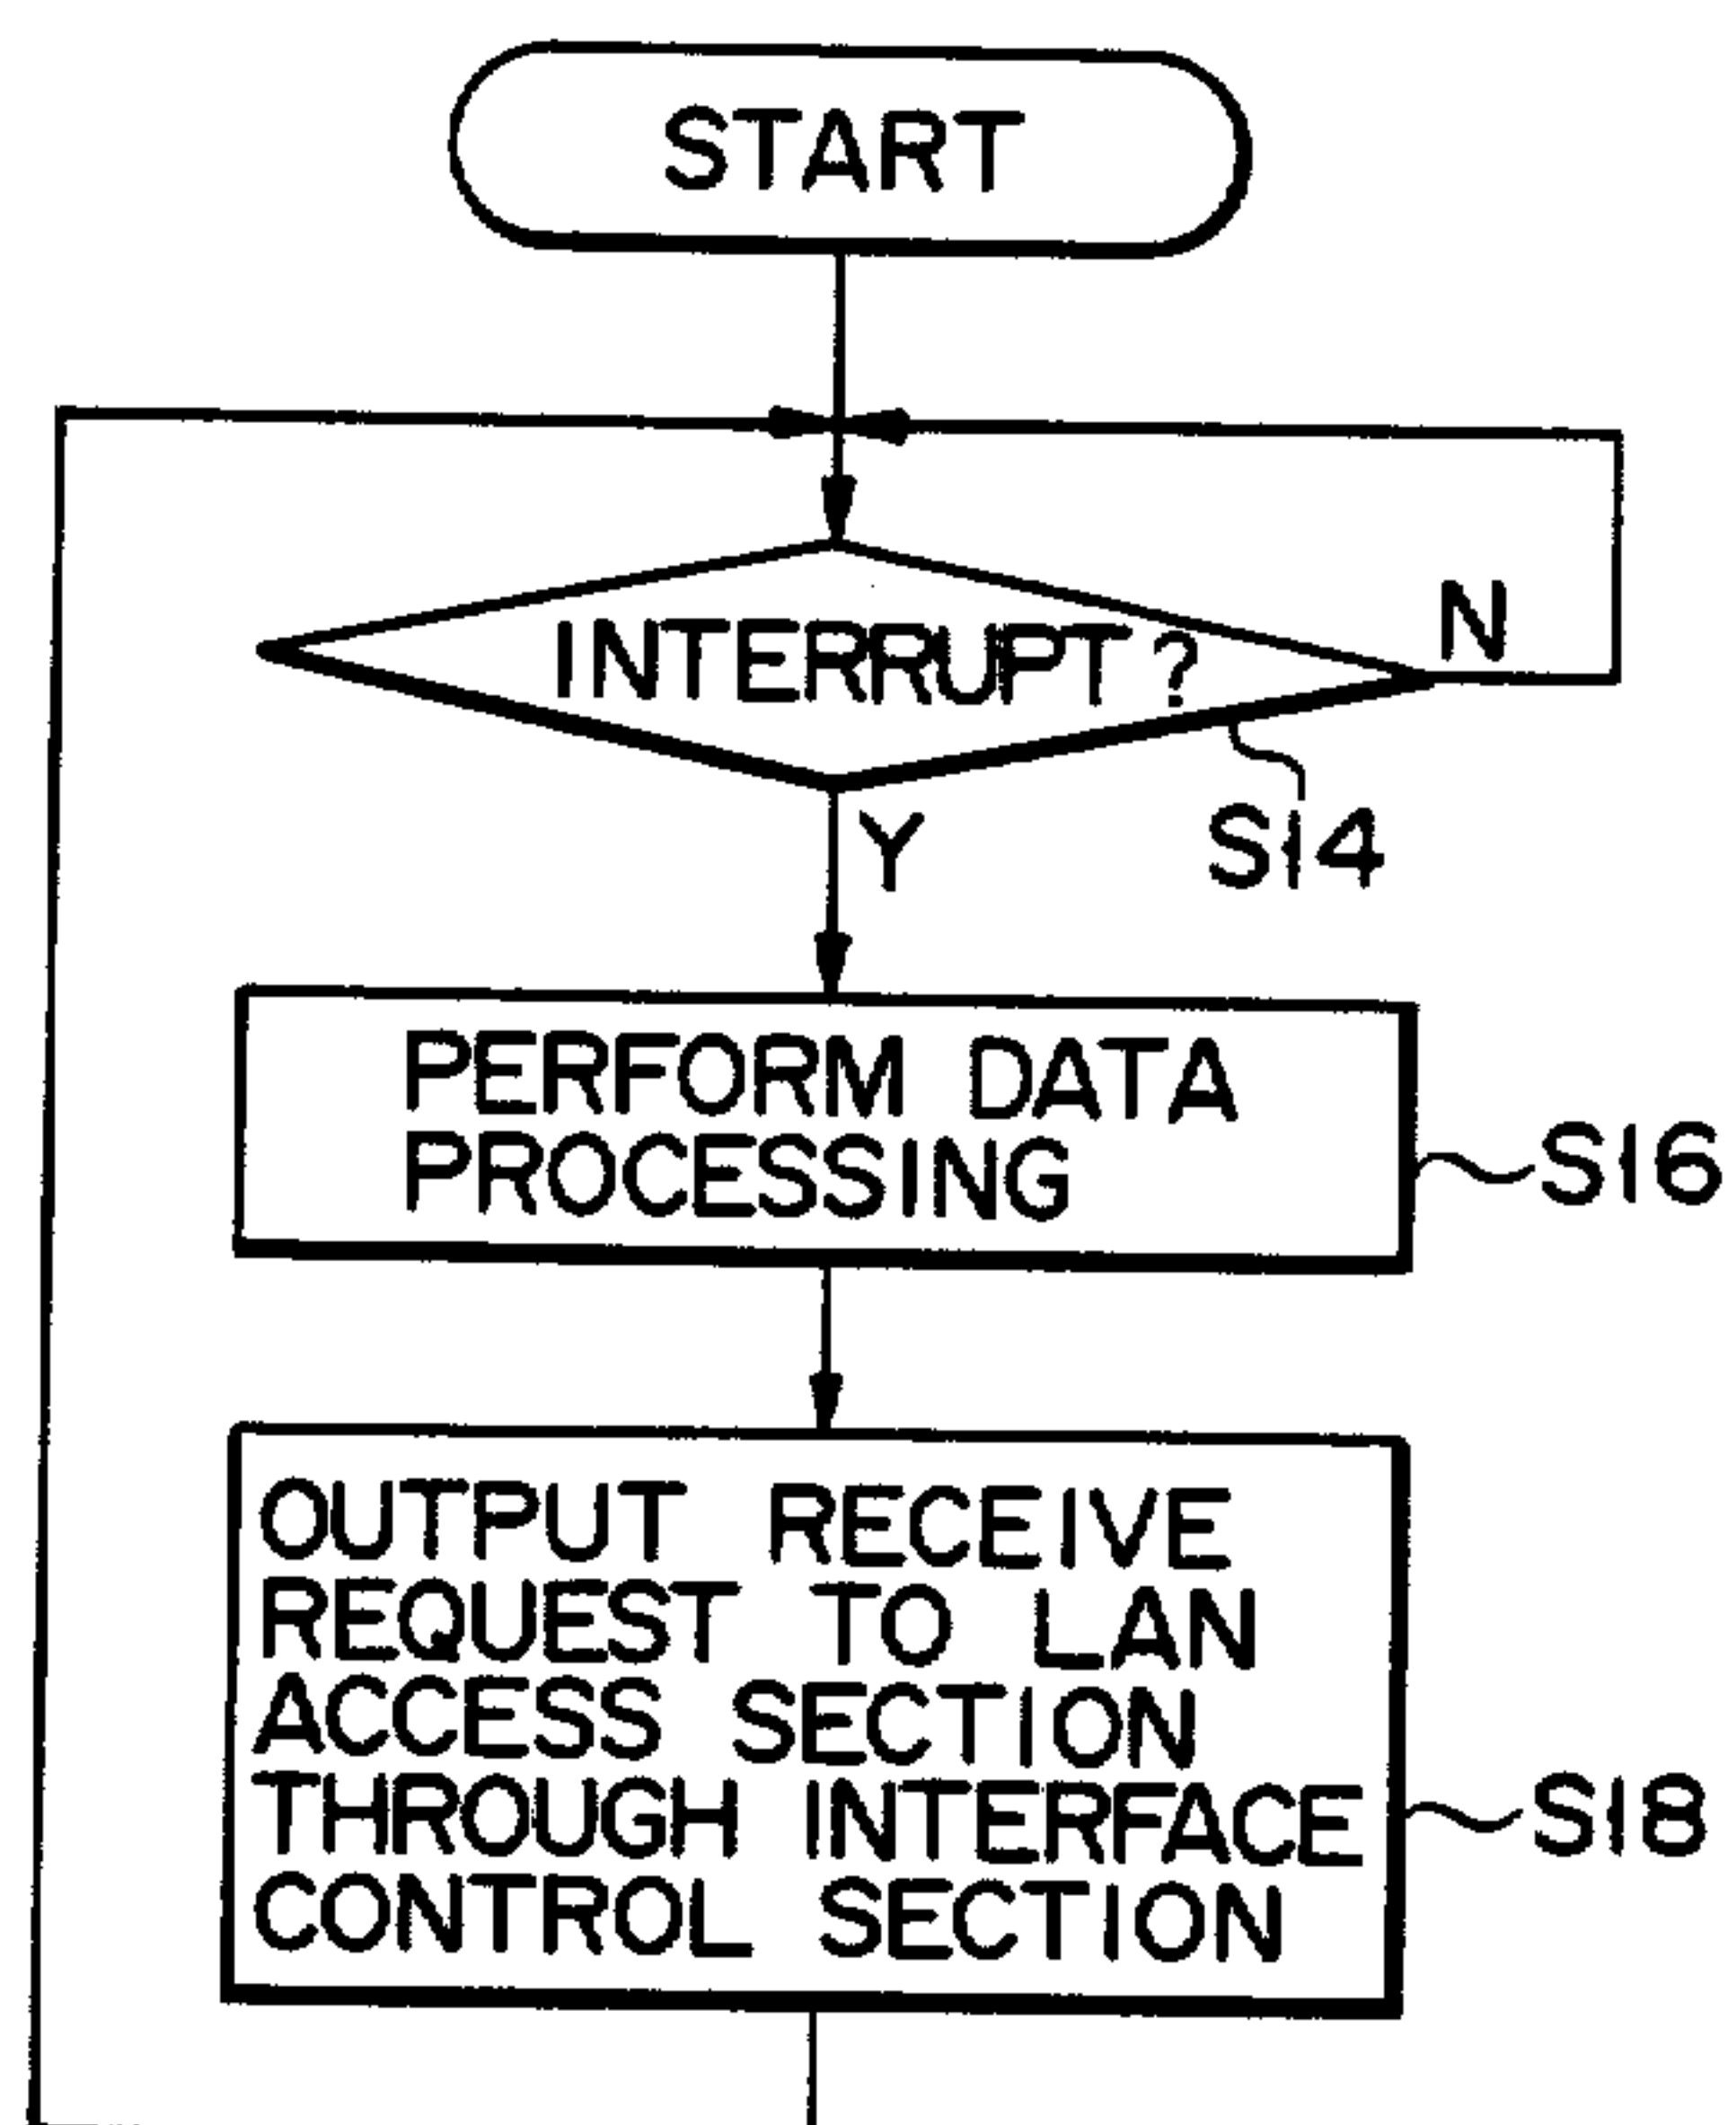 START
INTERRUPT?
N
Y
S14
PERFORM DATA
PROCESSING
S16
OUTPUT RECEIVE
REQUEST TO LAN
ACCESS SECTION
THROUGH INTERFACE
CONTROL SECTION
S18